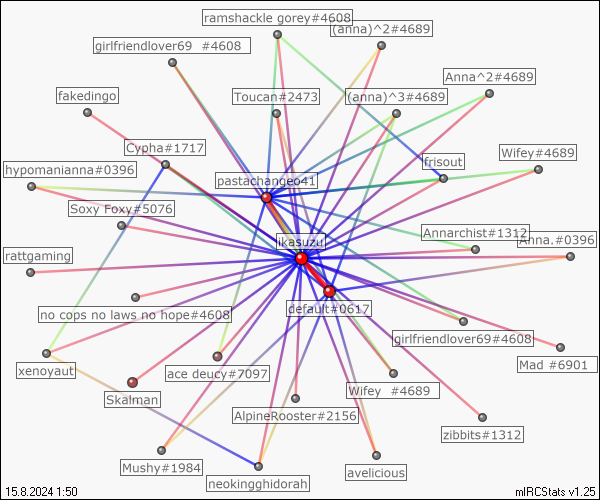 ramshackle gorey#4608
(anna)^2#4689
girlfriendlover69 #4608
Anna^2#4689
fakedingo
Toucan#2473
(anna)^3#4689
Cypha#1717
Wifey#4689
frisout
hypomanianna#0396
pastachangeo41
Soxy Foxy#5076
Annarchist#1312
Anna.#0396
ikasuzu
rattgaming
default#0617
no cops no laws no hope#4608
girlfriendlover69#4608
Mad #6901
xenoyaut
ace deucy#7097
Wifey #4689
Skalman
AlpineRooster#2156
zibbits#1312
Mushy#1984
avelicious
neokingghidorah
15.8.2024 1:50
mIRCStats v1.25